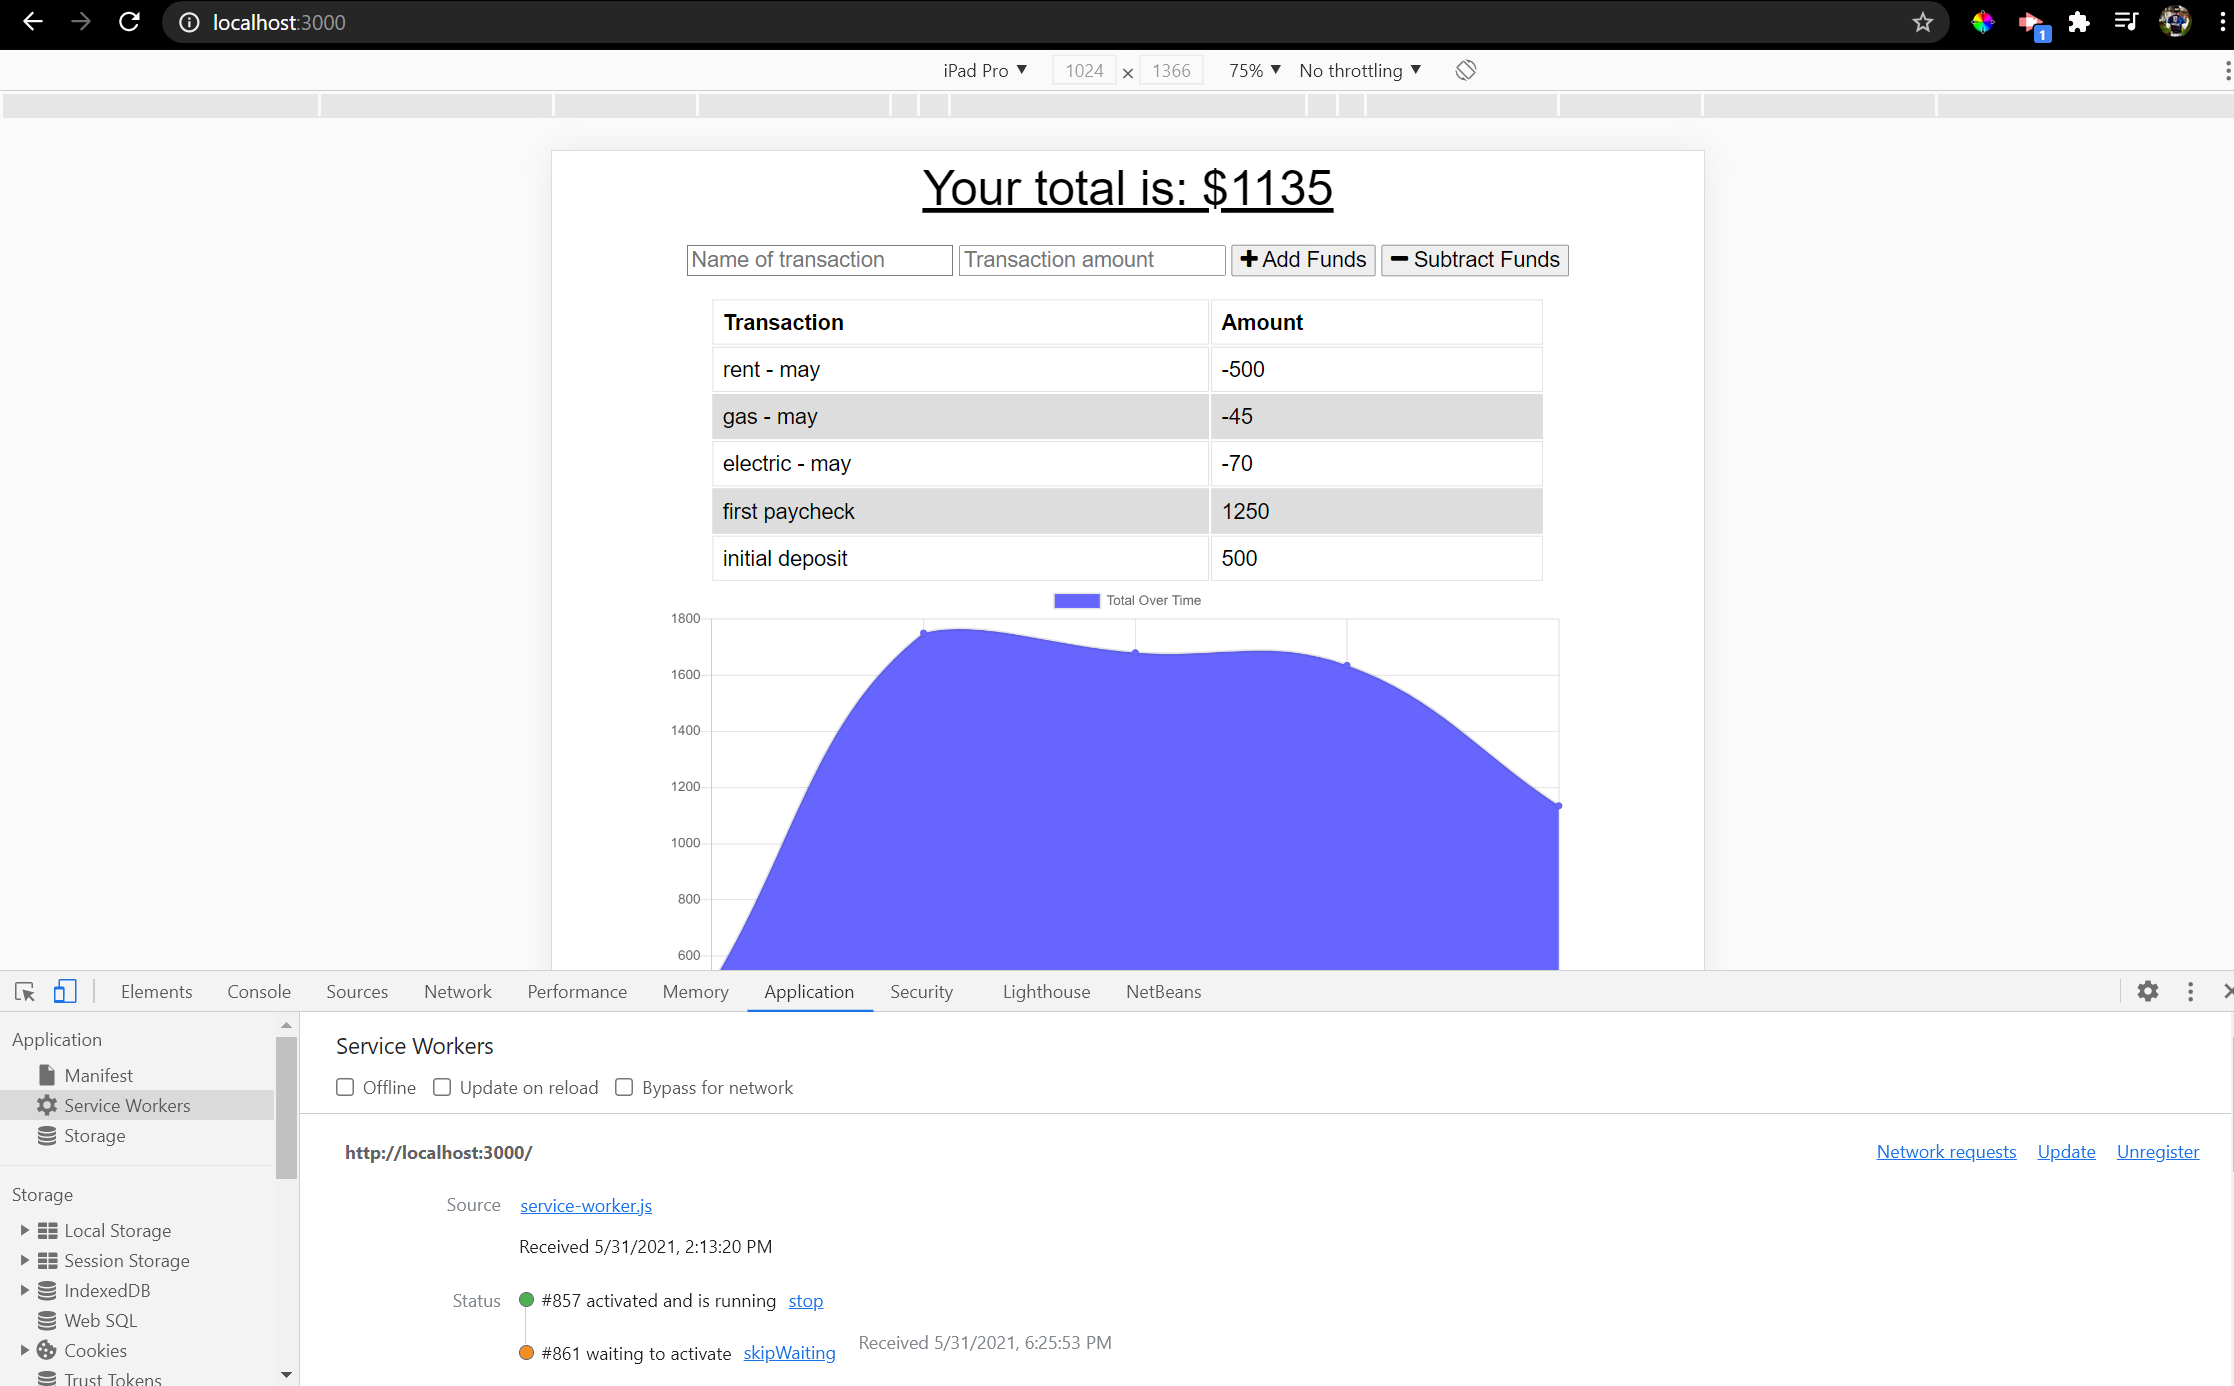 localhost:3000
1
iPad Pro ▼ 1024 × 1366 75% ▼ No throttling ▼
Your total is: $1135
Name of transaction Transaction amount Add Funds Subtract Funds
Transaction Amount
rent - may -500
gas - may -45
electric - may -70
first paycheck 1250
initial deposit 500
Total Over Time
1800
1600
1400
1200
1000
800
600
Elements Console Sources Network Performance Memory Application Security Lighthouse NetBeans
Application
Manifest
Service Workers
Storage
Storage
Local Storage
Session Storage
IndexedDB
Web SQL
Cookies
Trust Tokens
Service Workers
Offline Update on reload Bypass for network
http://localhost:3000/ Network requests Update Unregister
Source service-worker.js
Received 5/31/2021, 2:13:20 PM
Status #857 activated and is running stop
#861 waiting to activate skipWaiting Received 5/31/2021, 6:25:53 PM